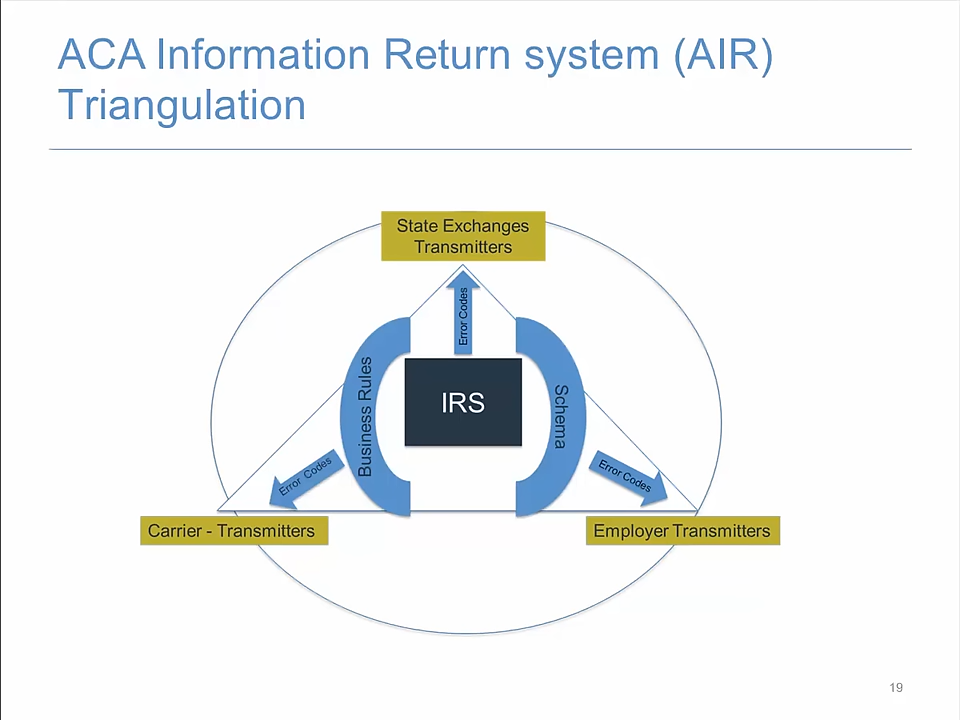 ACA Information Return system (AIR)
Triangulation
State Exchanges
Transmitters
Error Codes
Business Rules
IRS
Schema
Error Codes
Error Codes
Carrier - Transmitters
Employer Transmitters
19